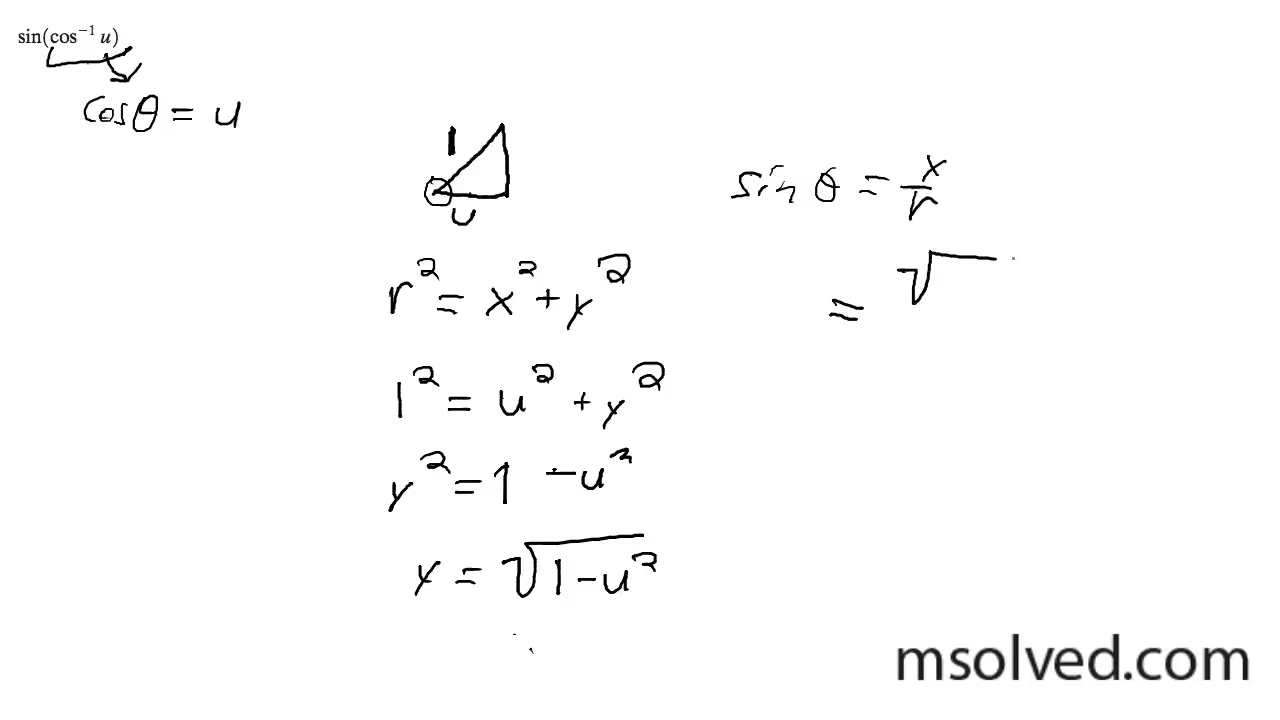 sin(cos⁻¹ u)
cosθ = u
1
u
sin θ = x/r
r² = x² + y²
= √
1² = u² + y²
y² = 1 - u²
y = √1 - u²
msolved.com